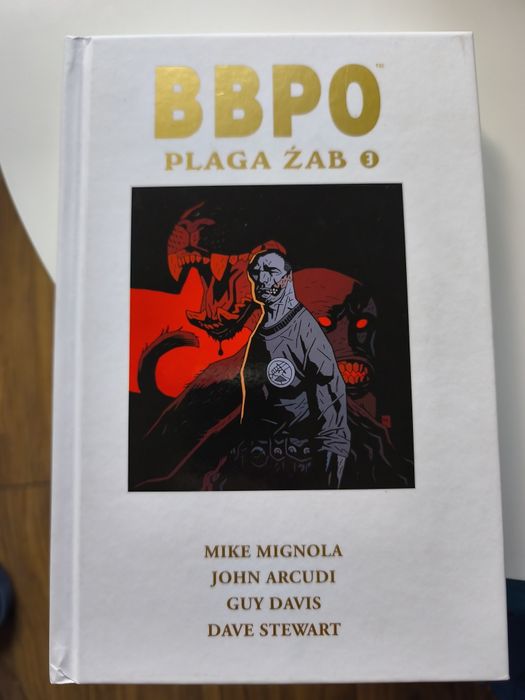 BBPO™
PLAGA ŻAB 3
MIKE MIGNOLA
JOHN ARCUDI
GUY DAVIS
DAVE STEWART